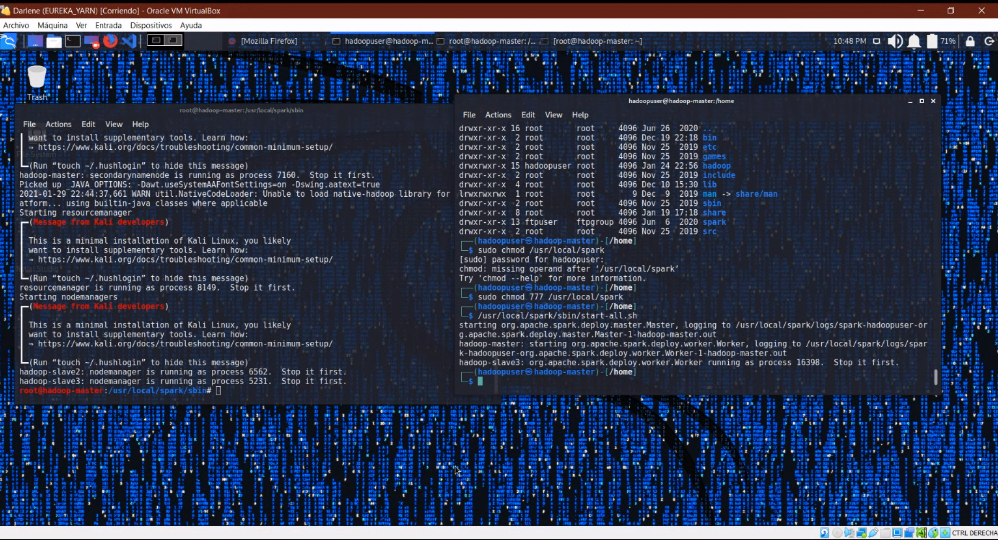 Darlene (EUREKA_YARN) [Corriendo] - Oracle VM VirtualBox
Archivo Máquina Ver Entrada Dispositivos Ayuda
[Mozilla Firefox] hadoopuser@hadoop-m... root@hadoop-master:/... [root@hadoop-master: ~] 10:48 PM 71%
Trash
root@hadoop-master:/usr/local/spark/sbin
File Actions Edit View Help
want to install supplementary tools. Learn how:
→ https://www.kali.org/docs/troubleshooting/common-minimum-setup/
(Run “touch ~/.hushlogin” to hide this message)
hadoop-master: secondarynamenode is running as process 7160. Stop it first.
Picked up _JAVA_OPTIONS: -Dawt.useSystemAAFontSettings=on -Dswing.aatext=true
2021-01-29 22:44:37,661 WARN util.NativeCodeLoader: Unable to load native-hadoop library for
atform... using builtin-java classes where applicable
Starting resourcemanager
(Message from Kali developers)
This is a minimal installation of Kali Linux, you likely
want to install supplementary tools. Learn how:
→ https://www.kali.org/docs/troubleshooting/common-minimum-setup/
(Run “touch ~/.hushlogin” to hide this message)
resourcemanager is running as process 8149. Stop it first.
Starting nodemanagers
(Message from Kali developers)
This is a minimal installation of Kali Linux, you likely
want to install supplementary tools. Learn how:
→ https://www.kali.org/docs/troubleshooting/common-minimum-setup/
(Run “touch ~/.hushlogin” to hide this message)
hadoop-slave2: nodemanager is running as process 6562. Stop it first.
hadoop-slave3: nodemanager is running as process 5231. Stop it first.
root@hadoop-master:/usr/local/spark/sbin#
hadoopuser@hadoop-master:/home
File Actions Edit View Help
drwxr-xr-x 16 root root 4096 Jun 26 2020 ..
drwxr-xr-x 2 root root 4096 Dec 19 22:18 bin
drwxr-xr-x 2 root root 4096 Nov 25 2019 etc
drwxr-xr-x 2 root root 4096 Nov 25 2019 games
drwxr-xr-x 15 hadoopuser root 4096 Jan 24 22:56 hadoop
drwxr-xr-x 2 root root 4096 Nov 25 2019 include
drwxr-xr-x 4 root root 4096 Dec 10 15:30 lib
lrwxrwxrwx 1 root root 9 Dec 9 2019 man -> share/man
drwxr-xr-x 2 root root 4096 Nov 25 2019 sbin
drwxr-xr-x 8 root root 4096 Jan 19 17:18 share
drwxr-xr-x 13 ftpuser ftpgroup 4096 Jun 6 2020 spark
drwxr-xr-x 2 root root 4096 Nov 25 2019 src
(hadoopuser㉿hadoop-master)-[/home]
$ sudo chmod /usr/local/spark
[sudo] password for hadoopuser:
chmod: missing operand after ‘/usr/local/spark’
Try 'chmod --help' for more information.
(hadoopuser㉿hadoop-master)-[/home]
$ sudo chmod 777 /usr/local/spark
(hadoopuser㉿hadoop-master)-[/home]
$ /usr/local/spark/sbin/start-all.sh
starting org.apache.spark.deploy.master.Master, logging to /usr/local/spark/logs/spark-hadoopuser-or
g.apache.spark.deploy.master.Master-1-hadoop-master.out
hadoop-master: starting org.apache.spark.deploy.worker.Worker, logging to /usr/local/spark/logs/spar
k-hadoopuser-org.apache.spark.deploy.worker.Worker-1-hadoop-master.out
hadoop-slave3: org.apache.spark.deploy.worker.Worker running as process 16398. Stop it first.
(hadoopuser㉿hadoop-master)-[/home]
$
CTRL DERECHA